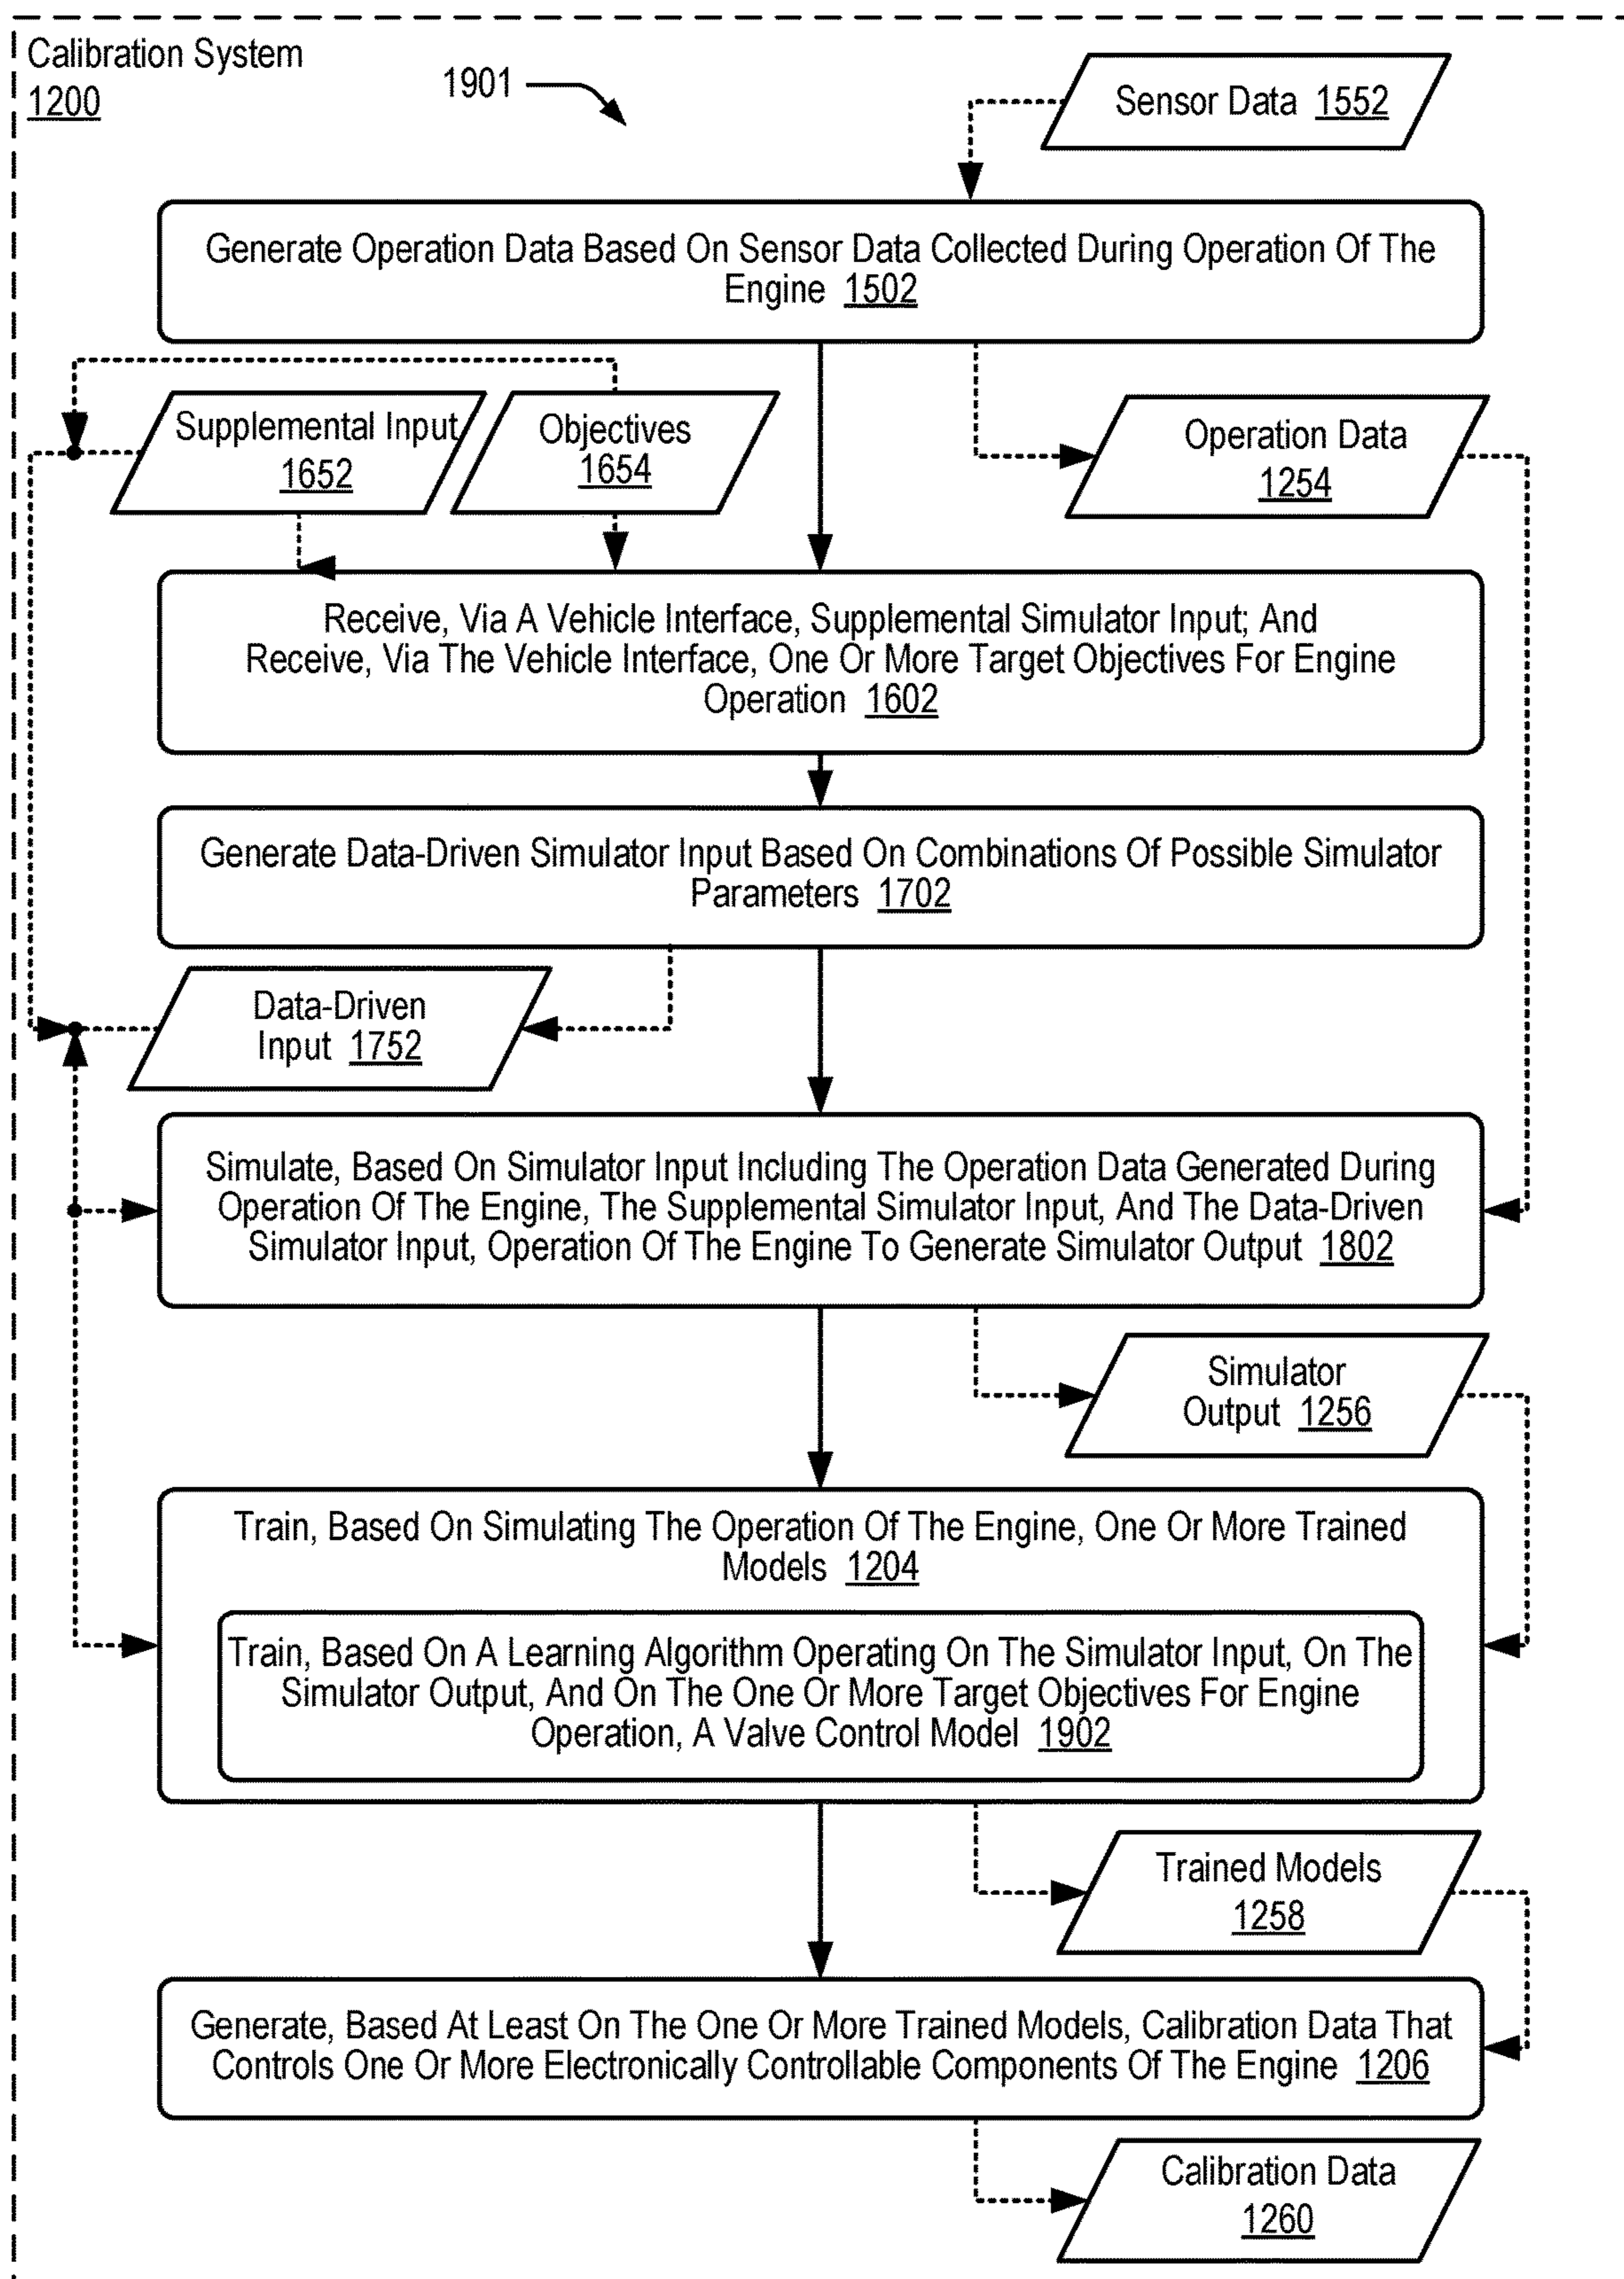 Calibration System
1200
1901
Sensor Data 1552
Generate Operation Data Based On Sensor Data Collected During Operation Of The
Engine 1502
Supplemental Input
1652
Objectives
1654
Operation Data
1254
Receive, Via A Vehicle Interface, Supplemental Simulator Input; And
Receive, Via The Vehicle Interface, One Or More Target Objectives For Engine
Operation 1602
Generate Data-Driven Simulator Input Based On Combinations Of Possible Simulator
Parameters 1702
Data-Driven
Input 1752
Simulate, Based On Simulator Input Including The Operation Data Generated During
Operation Of The Engine, The Supplemental Simulator Input, And The Data-Driven
Simulator Input, Operation Of The Engine To Generate Simulator Output 1802
Simulator
Output 1256
Train, Based On Simulating The Operation Of The Engine, One Or More Trained
Models 1204
Train, Based On A Learning Algorithm Operating On The Simulator Input, On The
Simulator Output, And On The One Or More Target Objectives For Engine
Operation, A Valve Control Model 1902
Trained Models
1258
Generate, Based At Least On The One Or More Trained Models, Calibration Data That
Controls One Or More Electronically Controllable Components Of The Engine 1206
Calibration Data
1260